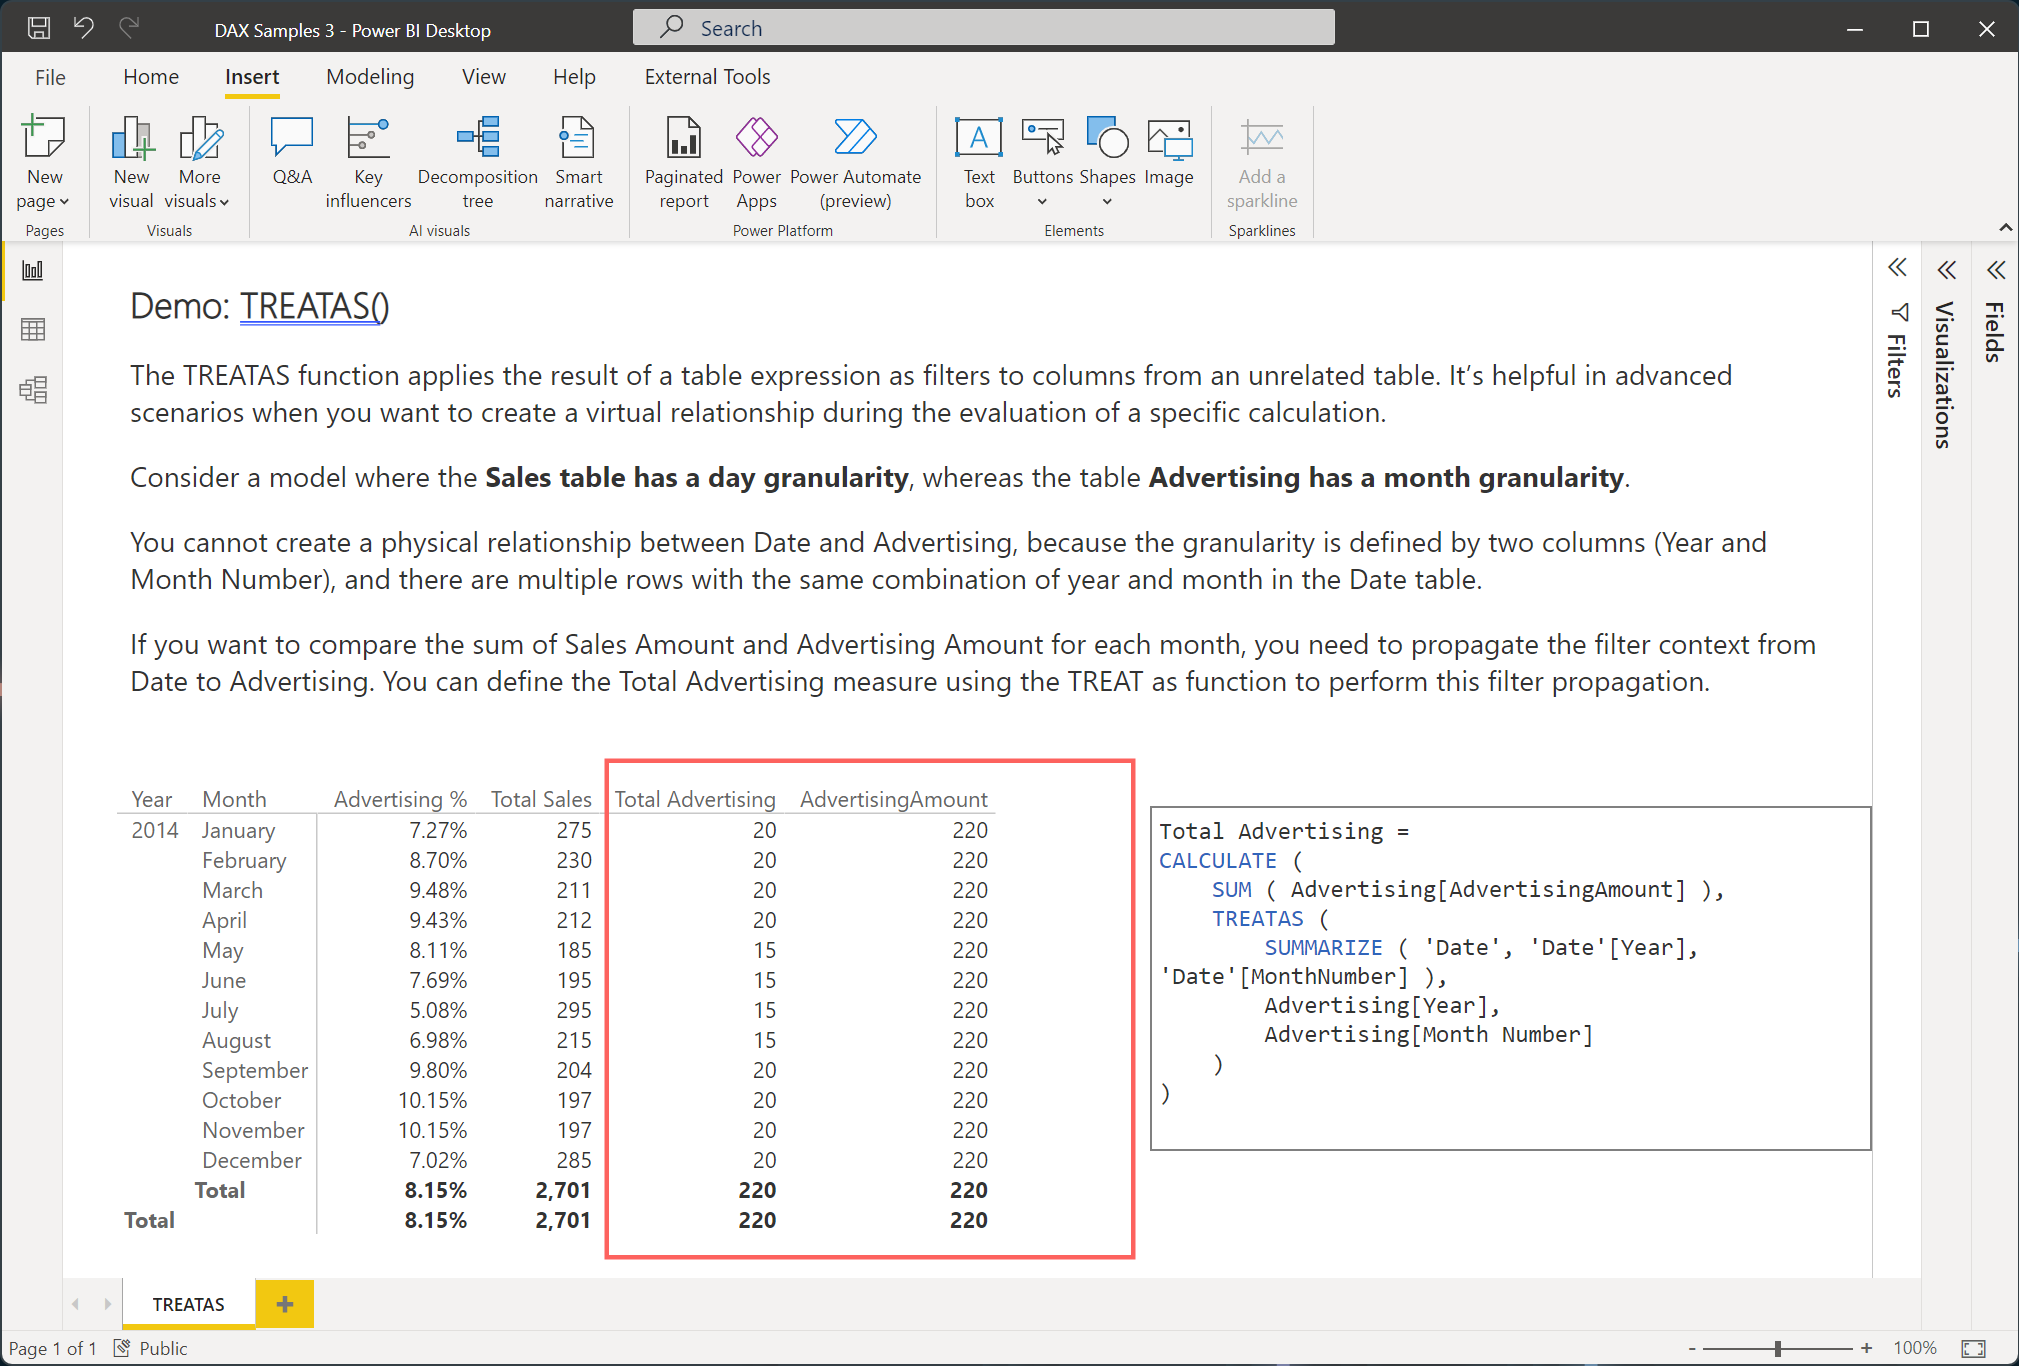 DAX Samples 3 - Power BI Desktop
Search
File Home Insert Modeling View Help External Tools
New page
Pages
New visual
More visuals
Visuals
Q&A
Key influencers
Decomposition tree
Smart narrative
AI visuals
Paginated report
Power Apps
Power Automate (preview)
Power Platform
Text box
Buttons
Shapes
Image
Elements
Add a sparkline
Sparklines
Filters
Visualizations
Fields
Demo: TREATAS()
The TREATAS function applies the result of a table expression as filters to columns from an unrelated table. It’s helpful in advanced
scenarios when you want to create a virtual relationship during the evaluation of a specific calculation.
Consider a model where the Sales table has a day granularity, whereas the table Advertising has a month granularity.
You cannot create a physical relationship between Date and Advertising, because the granularity is defined by two columns (Year and
Month Number), and there are multiple rows with the same combination of year and month in the Date table.
If you want to compare the sum of Sales Amount and Advertising Amount for each month, you need to propagate the filter context from
Date to Advertising. You can define the Total Advertising measure using the TREAT as function to perform this filter propagation.
Year Month Advertising % Total Sales Total Advertising AdvertisingAmount
2014 January 7.27% 275 20 220
February 8.70% 230 20 220
March 9.48% 211 20 220
April 9.43% 212 20 220
May 8.11% 185 15 220
June 7.69% 195 15 220
July 5.08% 295 15 220
August 6.98% 215 15 220
September 9.80% 204 20 220
October 10.15% 197 20 220
November 10.15% 197 20 220
December 7.02% 285 20 220
Total 8.15% 2,701 220 220
Total 8.15% 2,701 220 220
Total Advertising =
CALCULATE (
SUM ( Advertising[AdvertisingAmount] ),
TREATAS (
SUMMARIZE ( 'Date', 'Date'[Year],
'Date'[MonthNumber] ),
Advertising[Year],
Advertising[Month Number]
)
)
TREATAS
Page 1 of 1 Public
- + 100%